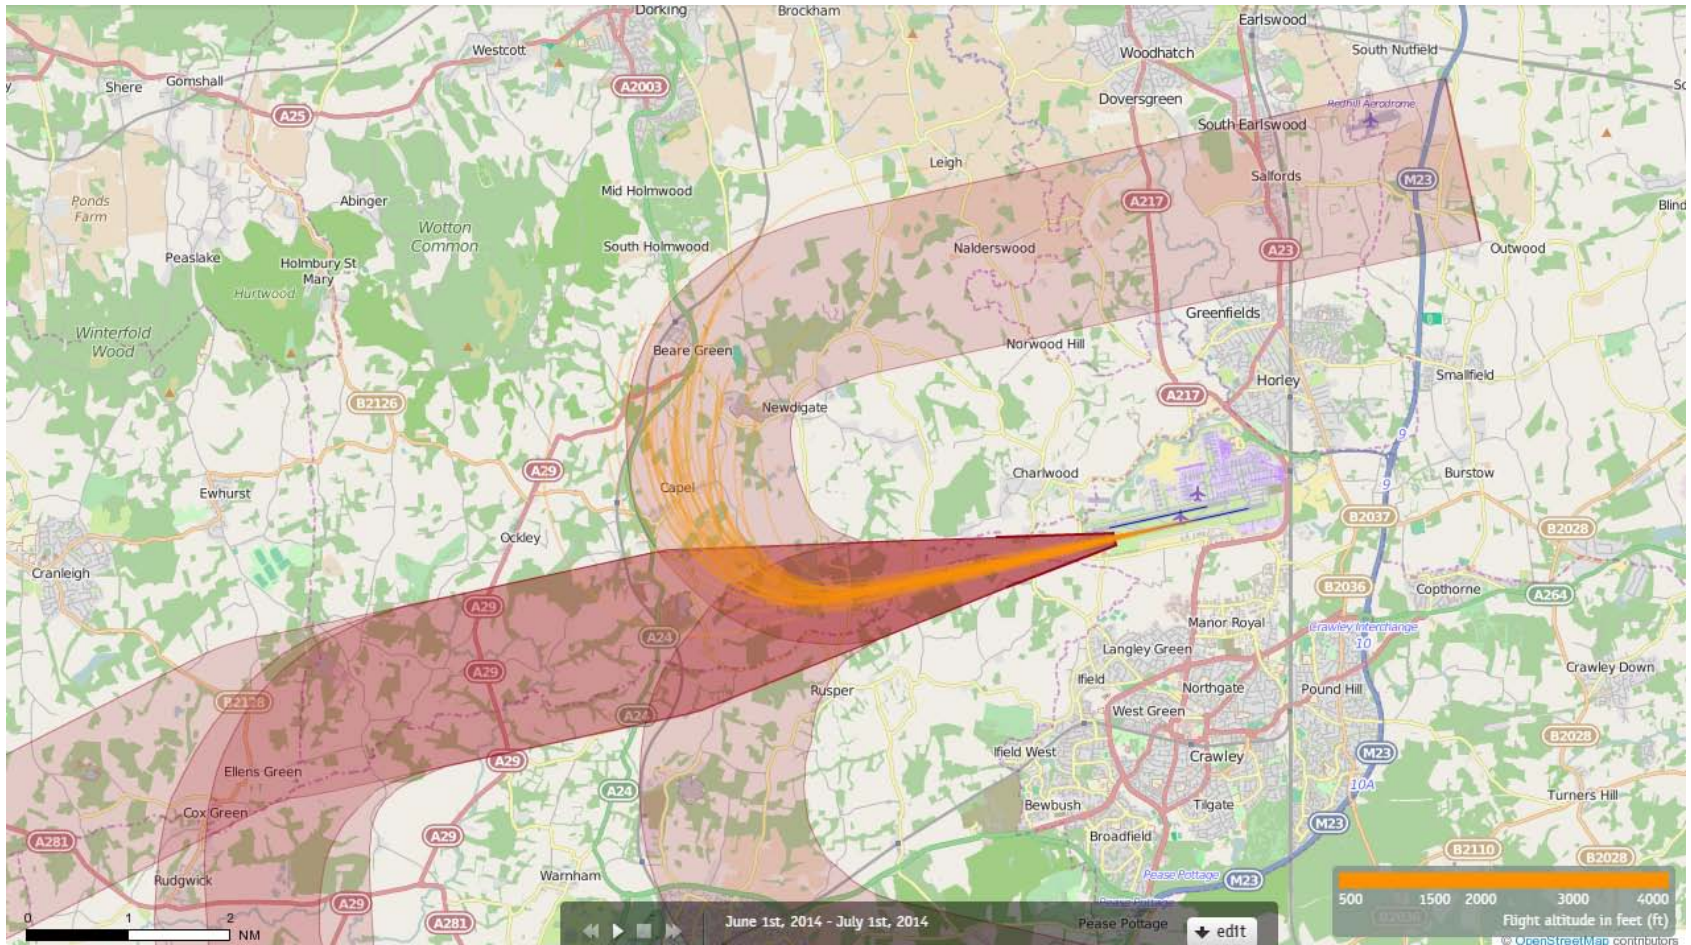 Dorking
Brockham
Earlswood
Westcott
Woodhatch
South Nutfield
Shere
Gomshall
A2003
Doversgreen
Redhill Aerodrome
A25
South Earlswood
Leigh
Mid Holmwood
Salfords
M23
Ponds
Farm
Abinger
A217
Blind
Wotton
Common
South Holmwood
Nalderswood
A23
Outwood
Peaslake
Holmbury St
Mary
Hurtwood
Greenfields
Winterfold
Wood
Beare Green
Norwood Hill
Smallfield
Horley
B2126
Newdigate
A217
9
A29
Charlwood
Burstow
Capel
9
Ewhurst
B2037
B2028
Ockley
Cranleigh
B2036
Copthorne
A264
A29
Manor Royal
Crawley Interchange
10
A24
Langley Green
Crawley Down
A29
Ifield
Northgate
Pound Hill
Rusper
B2128
A24
West Green
B2028
Ifield West
Crawley
M23
A29
Ellens Green
10A
A24
Bewbush
Tilgate
Turners Hill
Cox Green
M23
A281
A29
Broadfield
B2110
B2028
Warnham
Rudgwick
Pease Pottage
M23
A29
500 1500 2000 3000 4000
Pease Pottage
A281
0 1 2
NM
June 1st, 2014 - July 1st, 2014
Pease Pottage
edit
B2036
Flight altitude in feet (ft)
© OpenStreetMap contributors